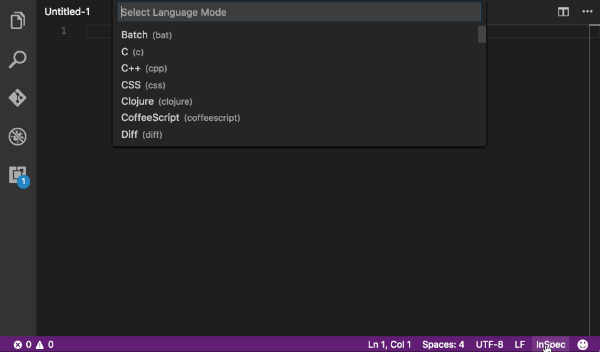 Untitled-1
Select Language Mode
1
Batch (bat)
C (c)
C++ (cpp)
CSS (css)
Clojure (clojure)
CoffeeScript (coffeescript)
Diff (diff)
1
0 0 Ln 1, Col 1 Spaces: 4 UTF-8 LF InSpec